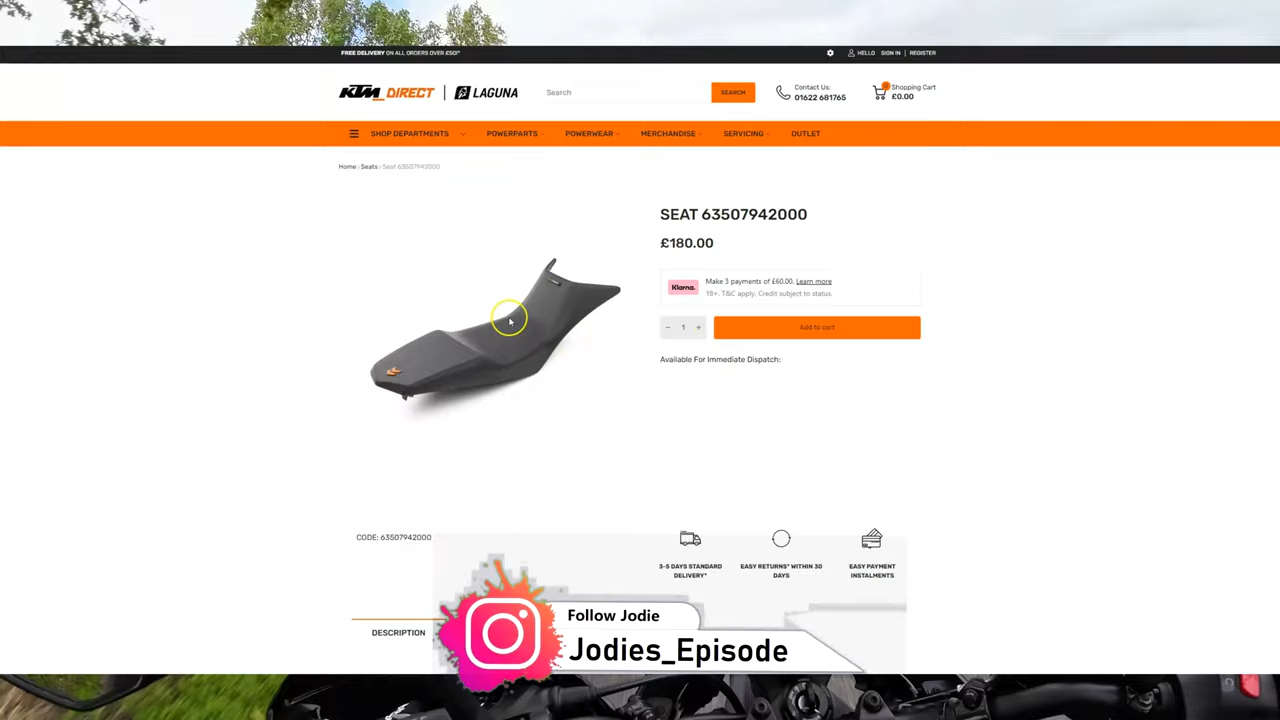 FREE DELIVERY ON ALL ORDERS OVER £50!*
HELLO SIGN IN | REGISTER
KTM_DIRECT | LAGUNA
Search
SEARCH
Contact Us:
01622 681765
0
Shopping Cart
£0.00
SHOP DEPARTMENTS
POWERPARTS
POWERWEAR
MERCHANDISE
SERVICING
OUTLET
Home › Seats › Seat 63507942000
SEAT 63507942000
£180.00
Klarna.
Make 3 payments of £60.00. Learn more
18+. T&C apply. Credit subject to status.
− 1 +
Add to cart
Available For Immediate Dispatch:
CODE: 63507942000
3-5 DAYS STANDARD
DELIVERY*
EASY RETURNS* WITHIN 30
DAYS
EASY PAYMENT
INSTALMENTS
DESCRIPTION
Follow Jodie
Jodies_Episode